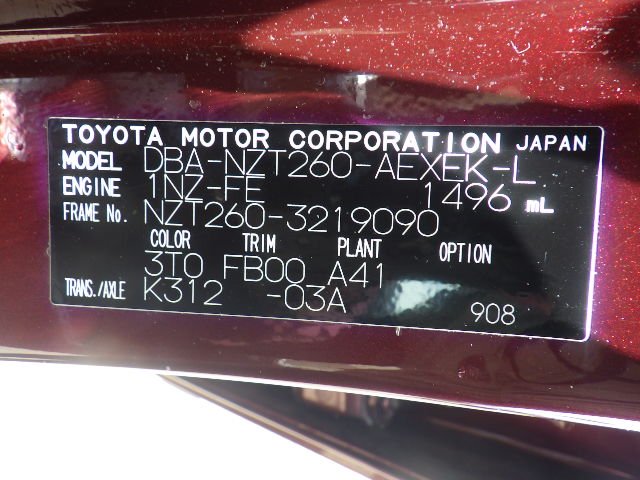 TOYOTA MOTOR CORPORATION JAPAN
MODEL DBA-NZT260-AEXEK-L
ENGINE 1NZ-FE 1496 mL
FRAME No. NZT260-3219090
COLOR TRIM PLANT OPTION
3T0 FB00 A41
TRANS./AXLE K312 -03A
908